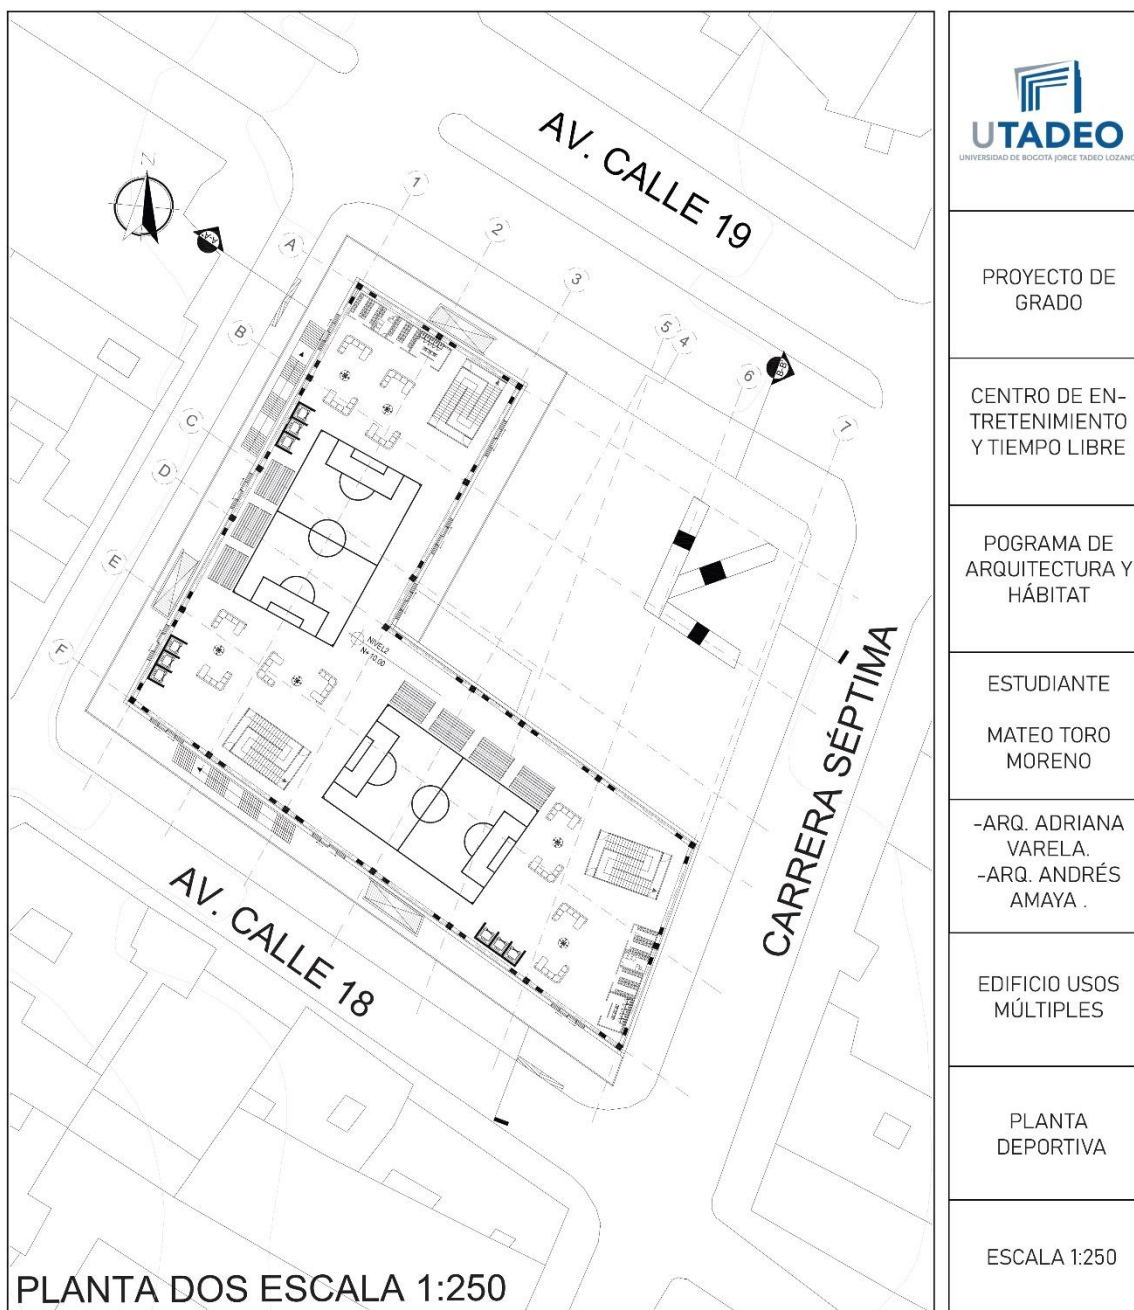 AV. CALLE 19
N
A-A'
1
2
3
5
4
6
B-B'
7
A
B
C
D
E
F
NIVEL2
N+10.00
CARRERA SÉPTIMA
AV. CALLE 18
PLANTA DOS ESCALA 1:250
UTADEO
UNIVERSIDAD DE BOGOTA JORGE TADEO LOZANO
PROYECTO DE
GRADO
CENTRO DE EN-
TRETENIMIENTO
Y TIEMPO LIBRE
POGRAMA DE
ARQUITECTURA Y
HÁBITAT
ESTUDIANTE
MATEO TORO
MORENO
-ARQ. ADRIANA
VARELA.
-ARQ. ANDRÉS
AMAYA .
EDIFICIO USOS
MÚLTIPLES
PLANTA
DEPORTIVA
ESCALA 1:250